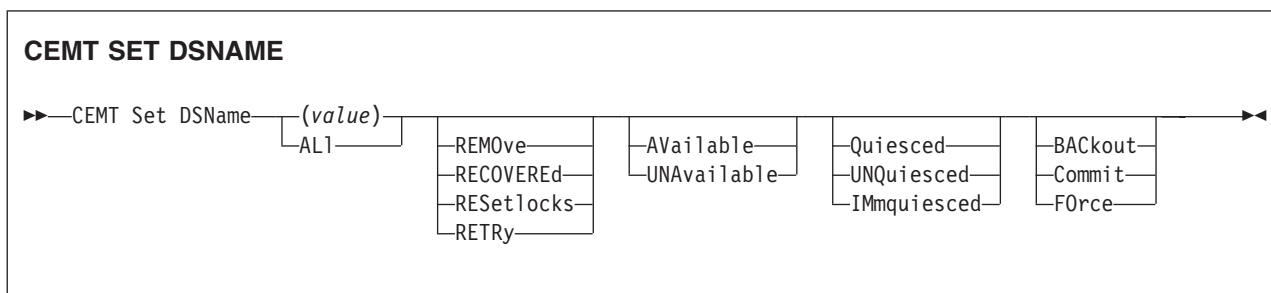 CEMT SET DSNAME
CEMT Set DSName (value)
ALl
REMOve
RECOVEREd
RESetlocks
RETRy
AVailable
UNAvailable
Quiesced
UNQuiesced
IMmquiesced
BACkout
Commit
FOrce